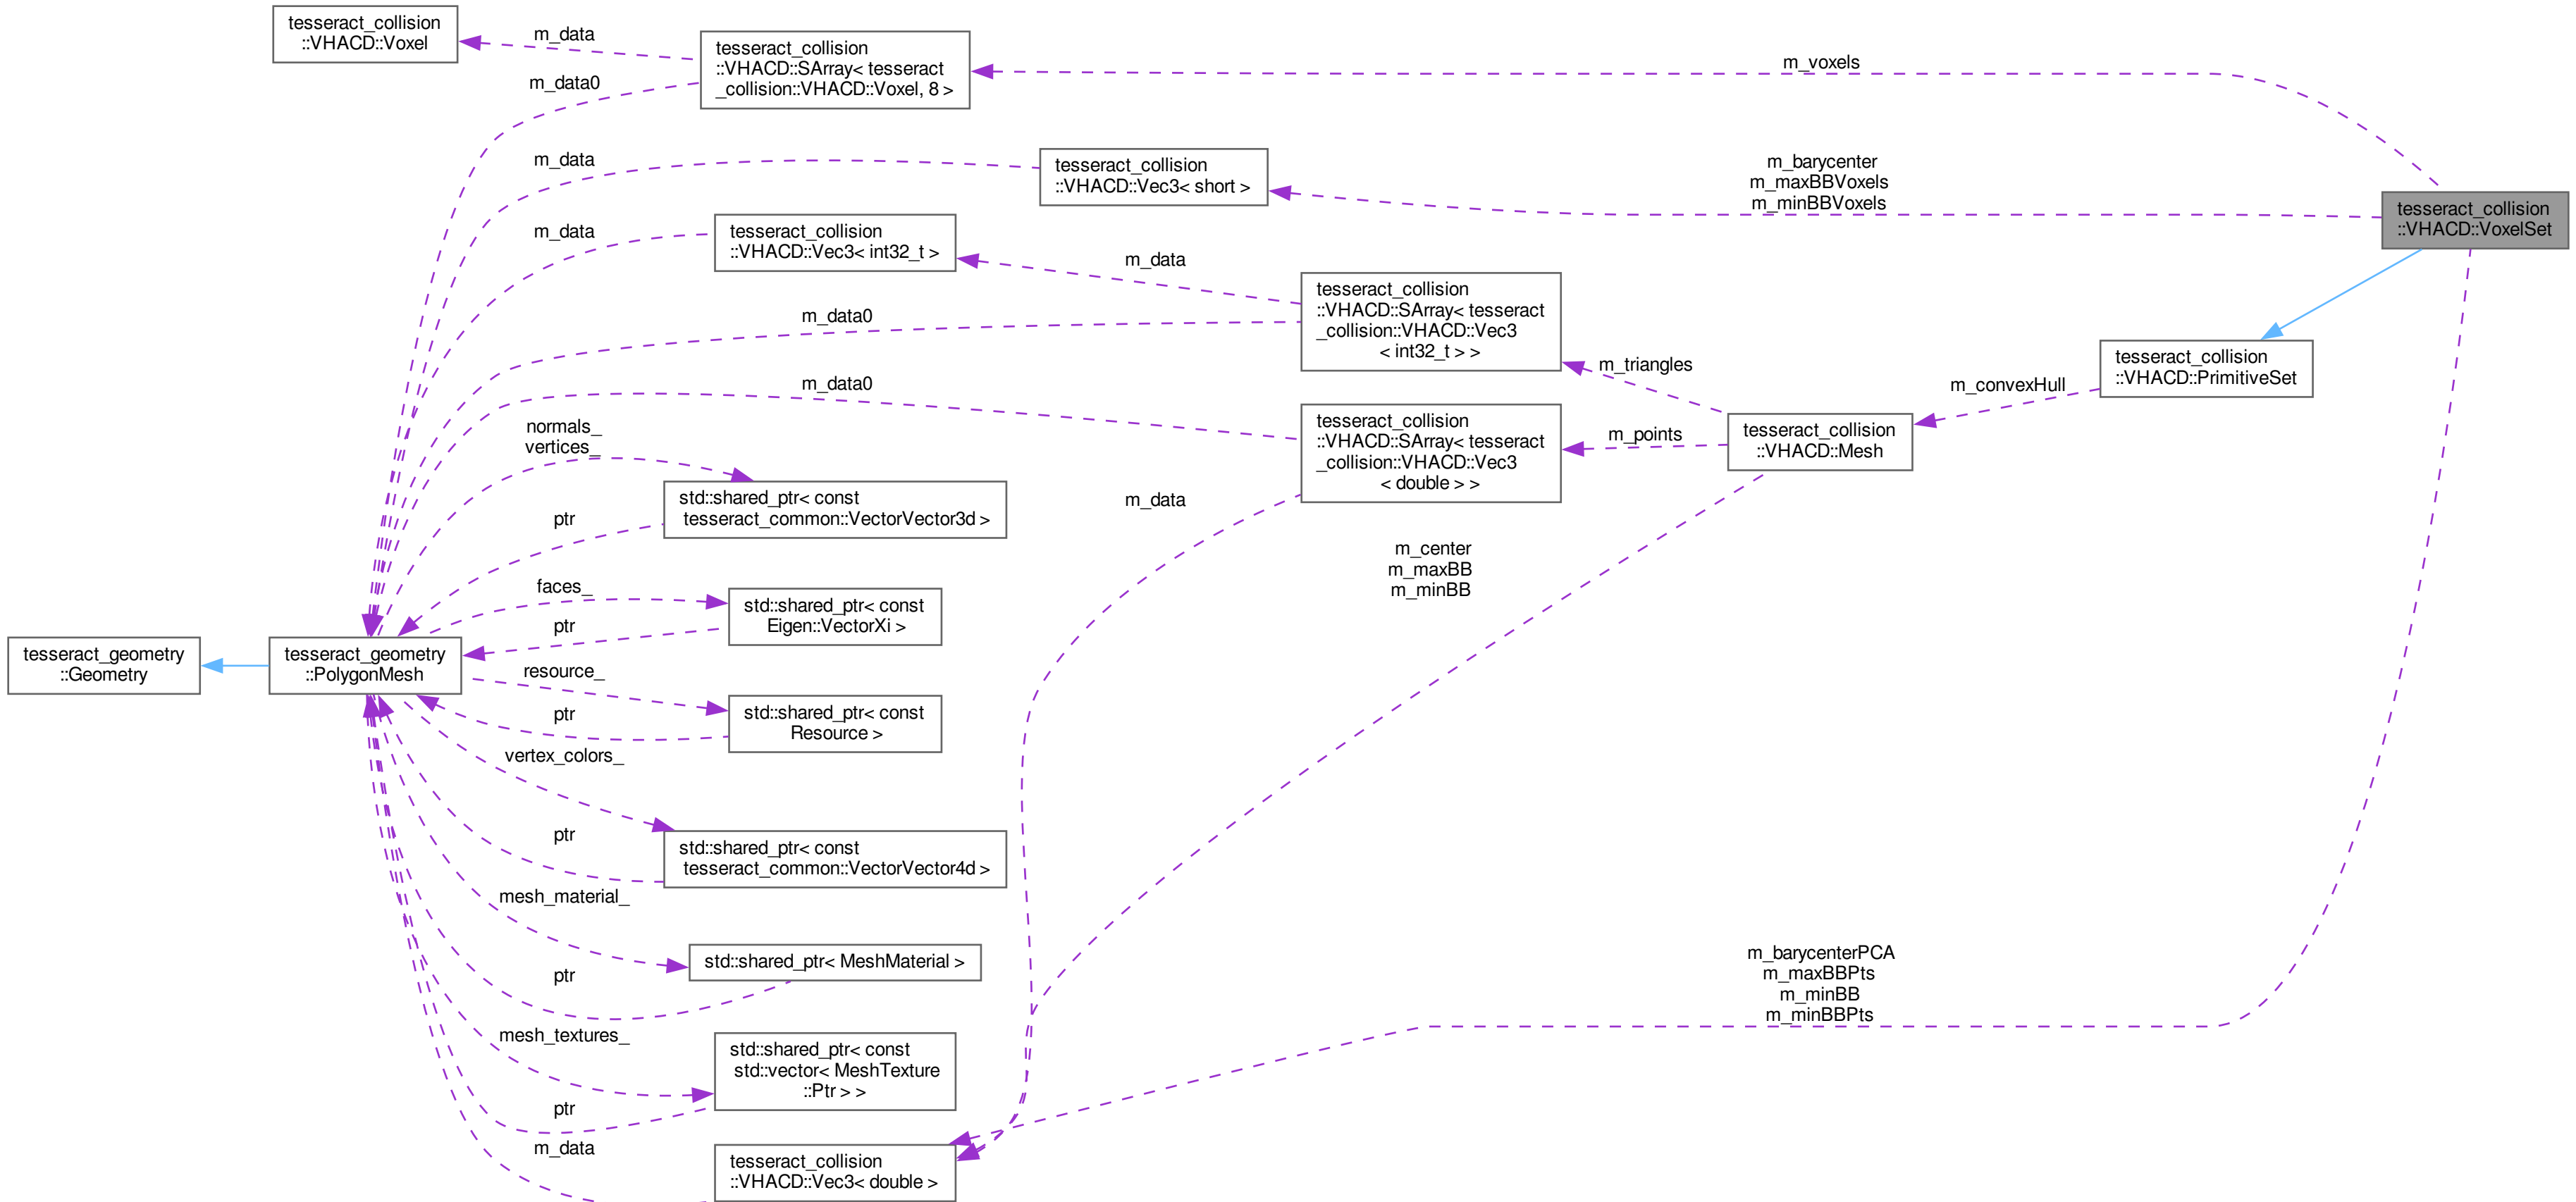 tesseract_collision
::VHACD::Voxel
m_data
tesseract_collision
::VHACD::SArray< tesseract
_collision::VHACD::Voxel, 8 >
m_voxels
m_data0
m_data
tesseract_collision
::VHACD::Vec3< short >
m_barycenter
m_maxBBVoxels
m_minBBVoxels
tesseract_collision
::VHACD::VoxelSet
m_data
tesseract_collision
::VHACD::Vec3< int32_t >
m_data
tesseract_collision
::VHACD::SArray< tesseract
_collision::VHACD::Vec3
< int32_t > >
m_data0
m_triangles
tesseract_collision
::VHACD::PrimitiveSet
m_convexHull
m_data0
tesseract_collision
::VHACD::SArray< tesseract
_collision::VHACD::Vec3
< double > >
m_points
tesseract_collision
::VHACD::Mesh
normals_
vertices_
std::shared_ptr< const
tesseract_common::VectorVector3d >
m_data
ptr
m_center
m_maxBB
m_minBB
faces_
std::shared_ptr< const
Eigen::VectorXi >
ptr
tesseract_geometry
::Geometry
tesseract_geometry
::PolygonMesh
resource_
std::shared_ptr< const
Resource >
ptr
vertex_colors_
ptr
std::shared_ptr< const
tesseract_common::VectorVector4d >
mesh_material_
std::shared_ptr< MeshMaterial >
ptr
m_barycenterPCA
m_maxBBPts
m_minBB
m_minBBPts
mesh_textures_
std::shared_ptr< const
std::vector< MeshTexture
::Ptr > >
ptr
m_data
tesseract_collision
::VHACD::Vec3< double >